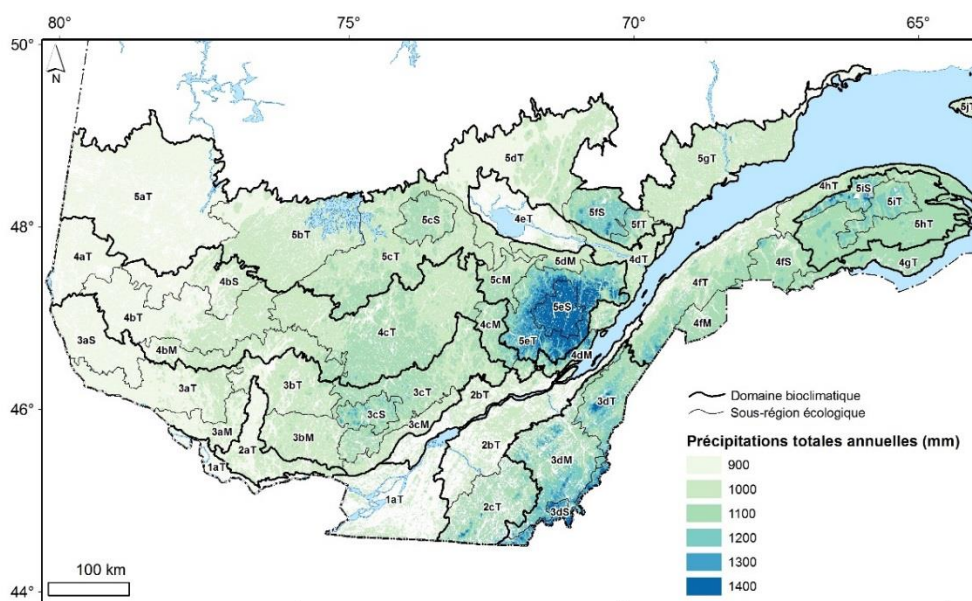 80°
75°
70°
65°
50°
N
5jT
5dT
5gT
5aT
4hT
5iS
5iT
5fS
5cS
4eT
5fT
5hT
48°
5bT
4aT
5cT
5dM
4dT
4fS
4gT
4bS
5cM
5eS
4fT
4bT
4cT
4cM
4fM
3aS
4bM
5eT
4dM
3aT
3bT
3cT
2bT
46°
3cS
3dT
3aM
3bM
3cM
2aT
2bT
3dM
1aT
1aT
2cT
3dS
Domaine bioclimatique
Sous-région écologique
Précipitations totales annuelles (mm)
900
1000
1100
1200
1300
1400
100 km
44°